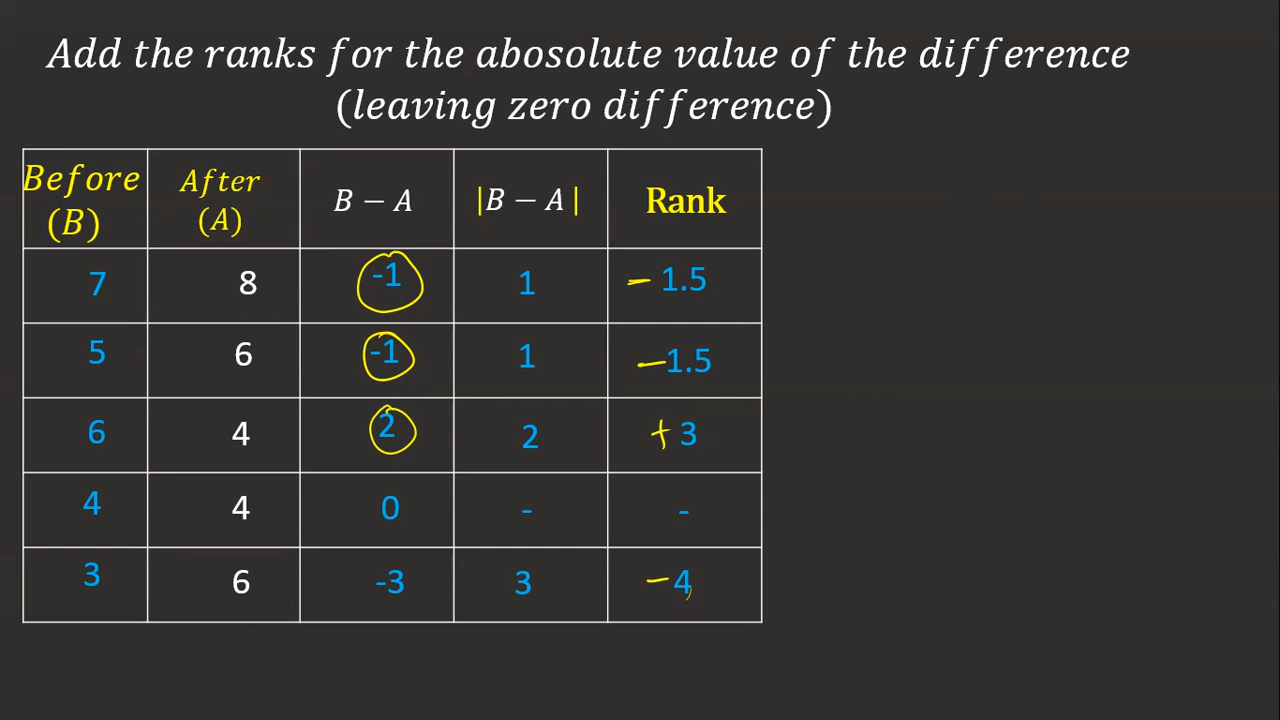 Add the ranks for the abosolute value of the difference
(leaving zero difference)
Before (B) After (A) B − A |B − A| Rank
7 8 -1 1 −1.5
5 6 -1 1 −1.5
6 4 2 2 +3
4 4 0 - -
3 6 -3 3 −4